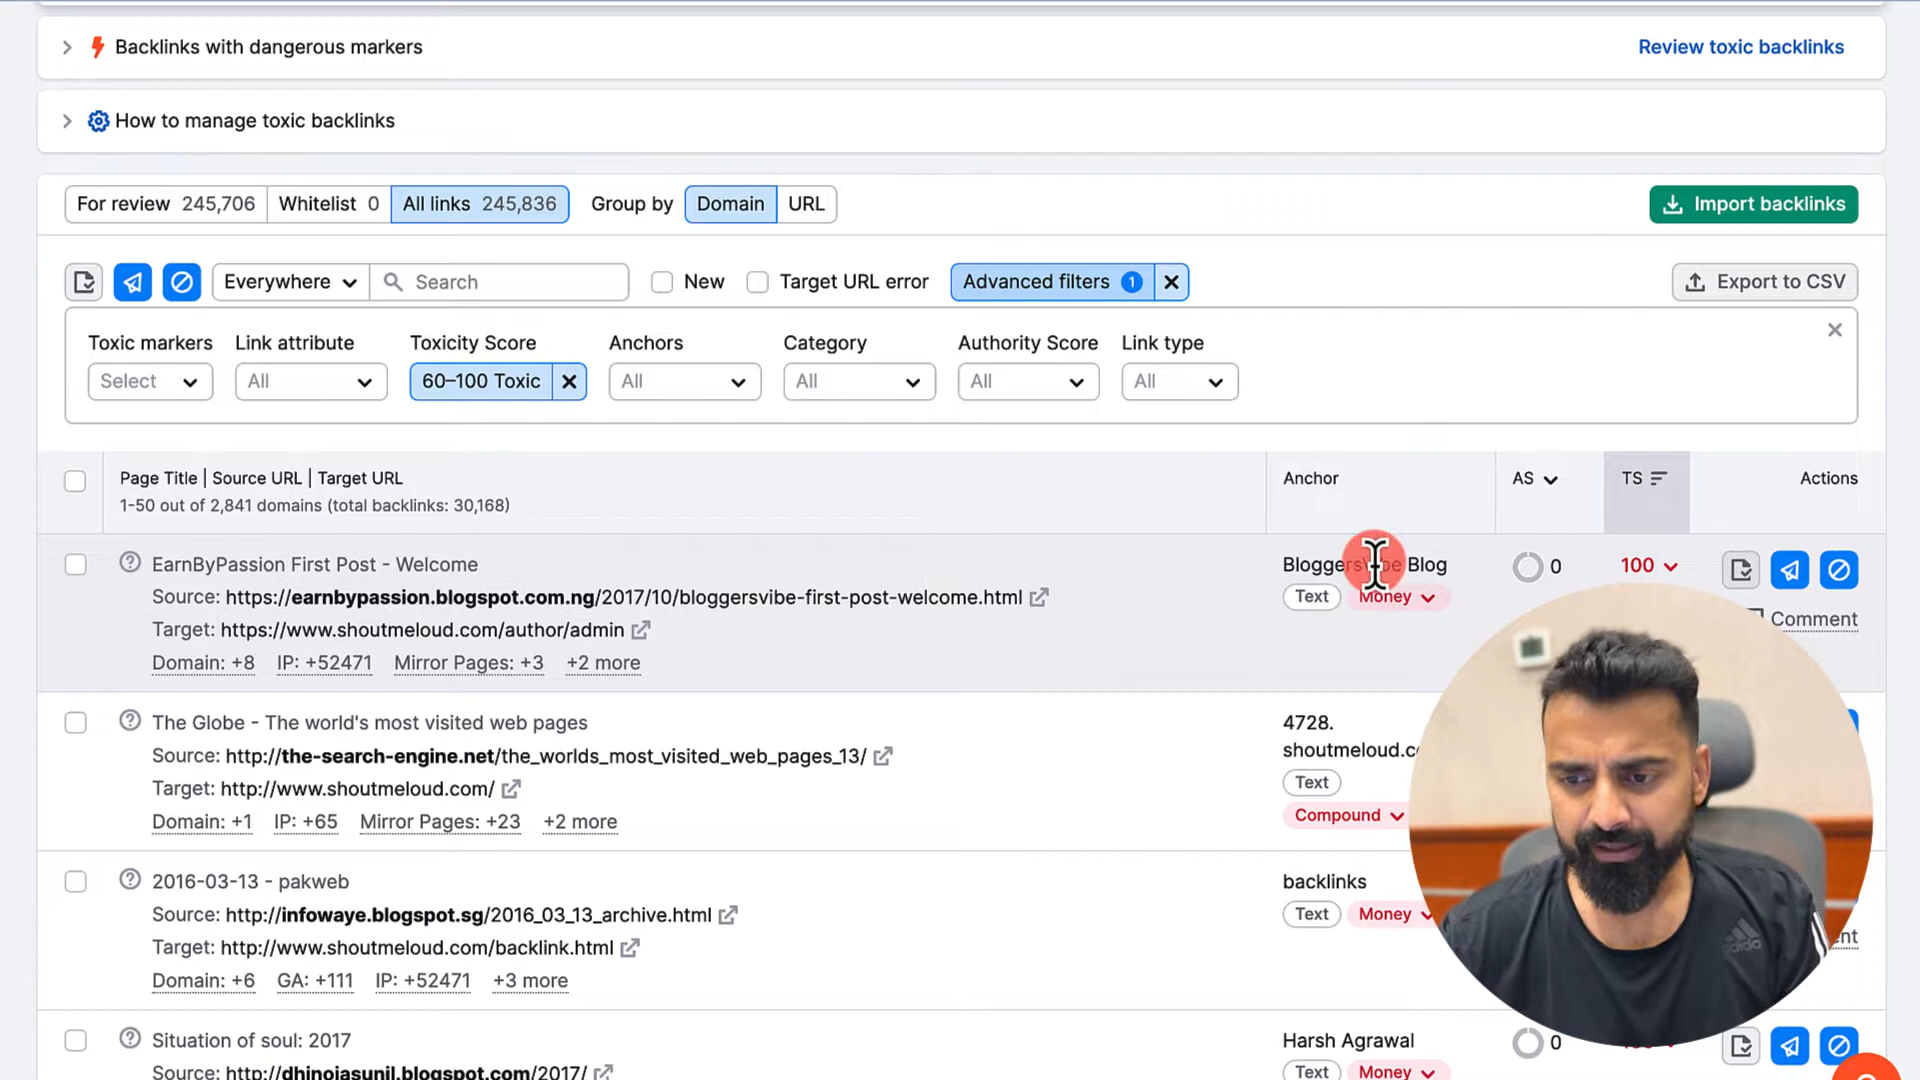 Backlinks with dangerous markers
Review toxic backlinks
How to manage toxic backlinks
For review 245,706 Whitelist 0 All links 245,836 Group by Domain URL
Import backlinks
Everywhere Search New Target URL error Advanced filters 1
Export to CSV
Toxic markers Link attribute Toxicity Score Anchors Category Authority Score Link type
Select All 60–100 Toxic All All All All
Page Title | Source URL | Target URL Anchor AS TS Actions
1-50 out of 2,841 domains (total backlinks: 30,168)
EarnByPassion First Post - Welcome
Source: https://earnbypassion.blogspot.com.ng/2017/10/bloggersvibe-first-post-welcome.html
Target: https://www.shoutmeloud.com/author/admin
Domain: +8 IP: +52471 Mirror Pages: +3 +2 more
BloggersVibe Blog
Text Money
0 100
Comment
The Globe - The world's most visited web pages
Source: http://the-search-engine.net/the_worlds_most_visited_web_pages_13/
Target: http://www.shoutmeloud.com/
Domain: +1 IP: +65 Mirror Pages: +23 +2 more
4728.
Text
Compound
2016-03-13 - pakweb
Source: http://infowaye.blogspot.sg/2016_03_13_archive.html
Target: http://www.shoutmeloud.com/backlink.html
Domain: +6 GA: +111 IP: +52471 +3 more
backlinks
Text Money
Situation of soul: 2017
Source: http://dhinojasunil.blogspot.com/2017/
Harsh Agrawal
Text Money
0